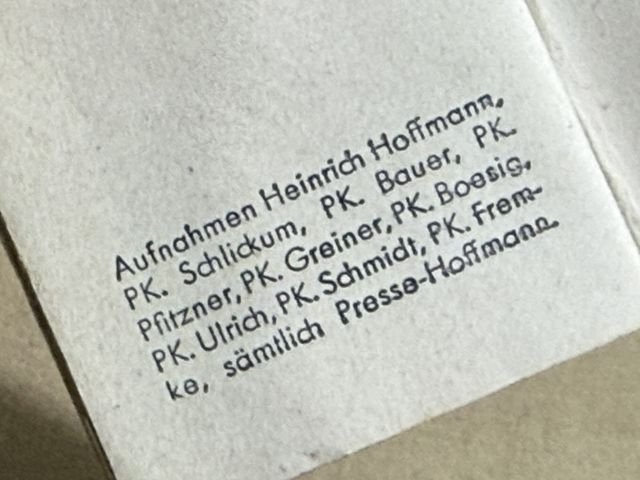 Aufnahmen Heinrich Hoffmann,
PK. Schlickum, PK. Bauer, PK.
Pfitzner, PK. Greiner, PK. Boesig,
PK. Ulrich, PK. Schmidt, PK. Frem-
ke, sämtlich Presse-Hoffmann.